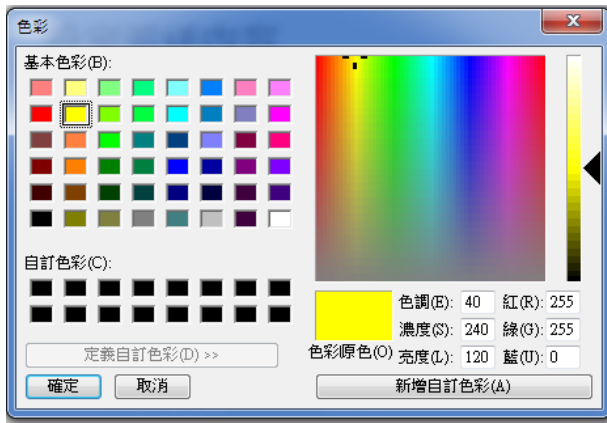 色彩
基本色彩(B):
自訂色彩(C):
定義自訂色彩(D) >>
確定 取消
色彩原色(O)
色調(E): 40 紅(R): 255
濃度(S): 240 綠(G): 255
亮度(L): 120 藍(U): 0
新增自訂色彩(A)